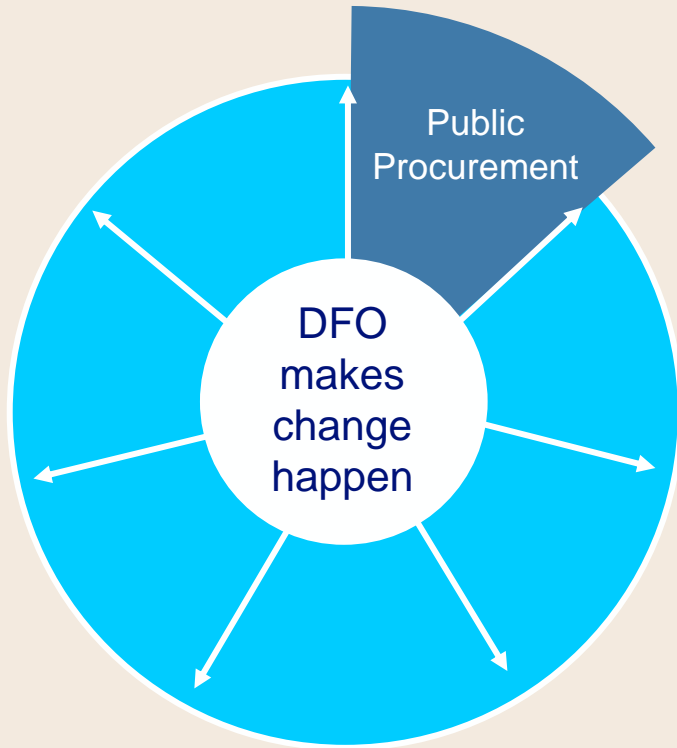 Public
Procurement
DFO
makes
change
happen